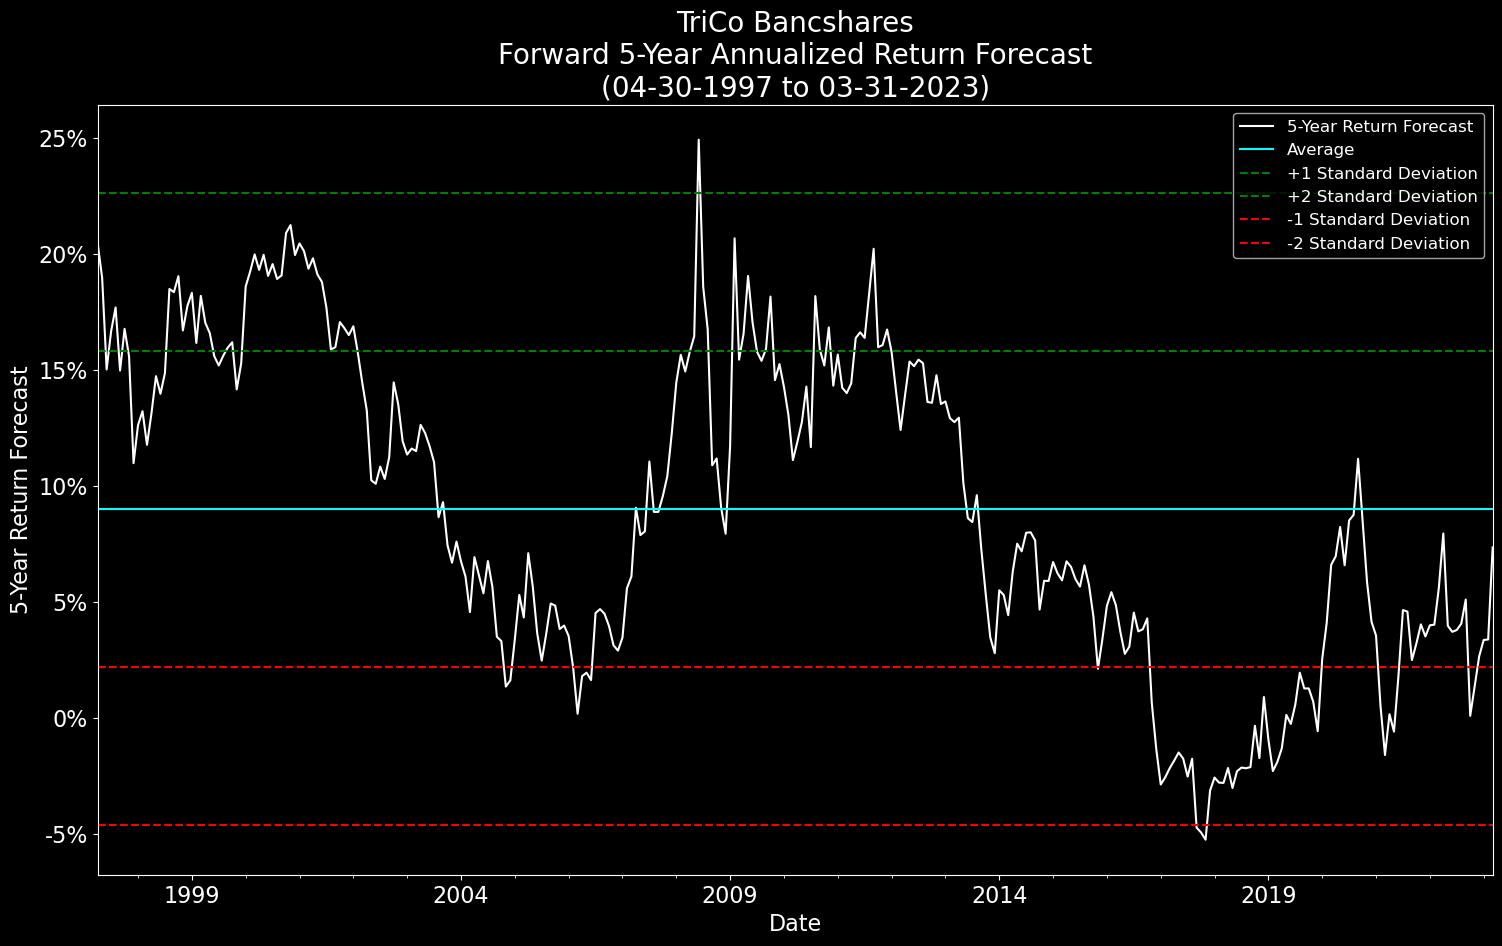 TriCo Bancshares
Forward 5-Year Annualized Return Forecast
(04-30-1997 to 03-31-2023)
5-Year Return Forecast
Average
+1 Standard Deviation
+2 Standard Deviation
-1 Standard Deviation
-2 Standard Deviation
5-Year Return Forecast
25%
20%
15%
10%
5%
0%
-5%
1999
2004
2009
2014
2019
Date